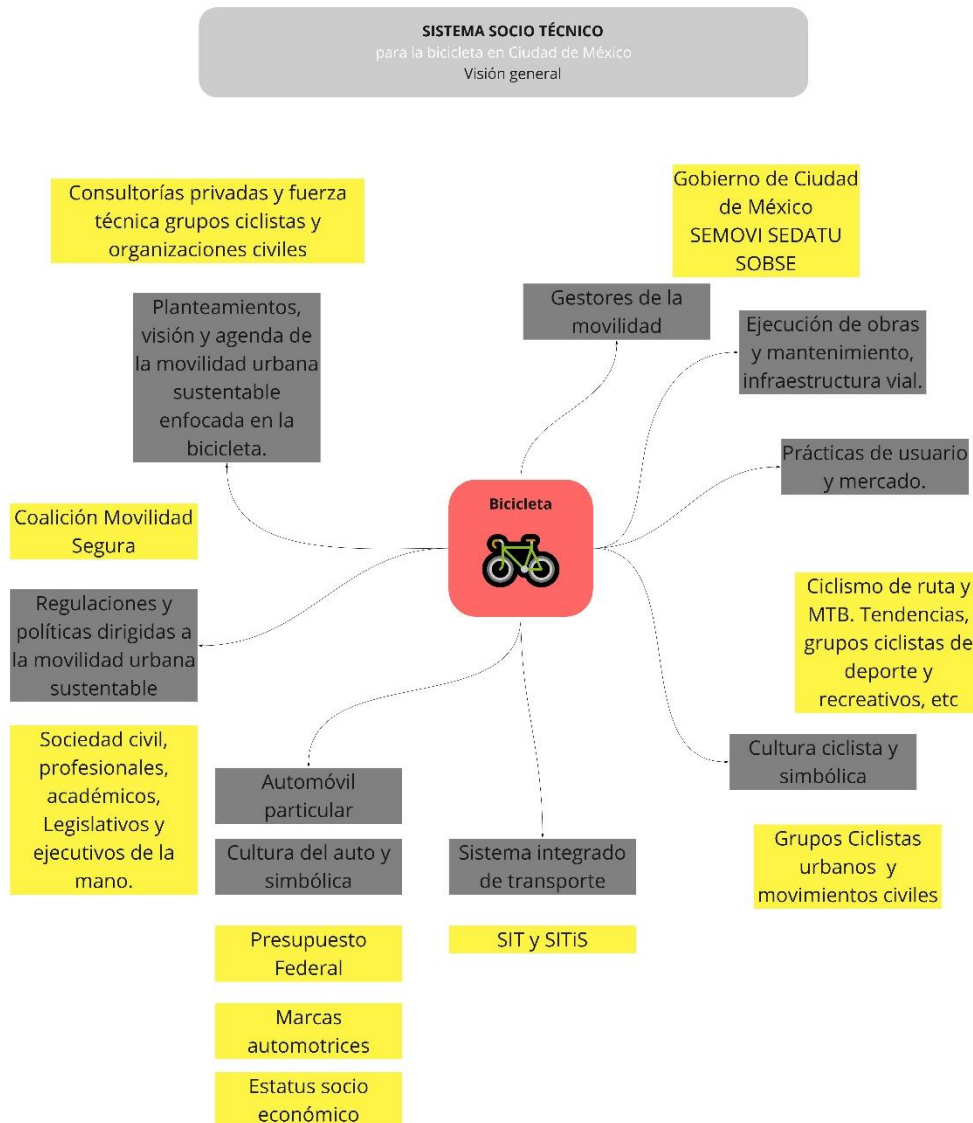 SISTEMA SOCIO TÉCNICO
para la bicicleta en Ciudad de México
Visión general
Consultorías privadas y fuerza
técnica grupos ciclistas y
organizaciones civiles
Gobierno de Ciudad
de México
SEMOVI SEDATU
SOBSE
Planteamientos,
visión y agenda de
la movilidad urbana
sustentable
enfocada en la
bicicleta.
Gestores de la
movilidad
Ejecución de obras
y mantenimiento,
infraestructura vial.
Prácticas de usuario
y mercado.
Bicicleta
Coalición Movilidad
Segura
Regulaciones y
políticas dirigidas a
la movilidad urbana
sustentable
Ciclismo de ruta y
MTB. Tendencias,
grupos ciclistas de
deporte y
recreativos, etc
Sociedad civil,
profesionales,
académicos,
Legislativos y
ejecutivos de la
mano.
Automóvil
particular
Cultura del auto y
simbólica
Sistema integrado
de transporte
Cultura ciclista y
simbólica
Grupos Ciclistas
urbanos y
movimientos civiles
Presupuesto
Federal
SIT y SITiS
Marcas
automotrices
Estatus socio
económico